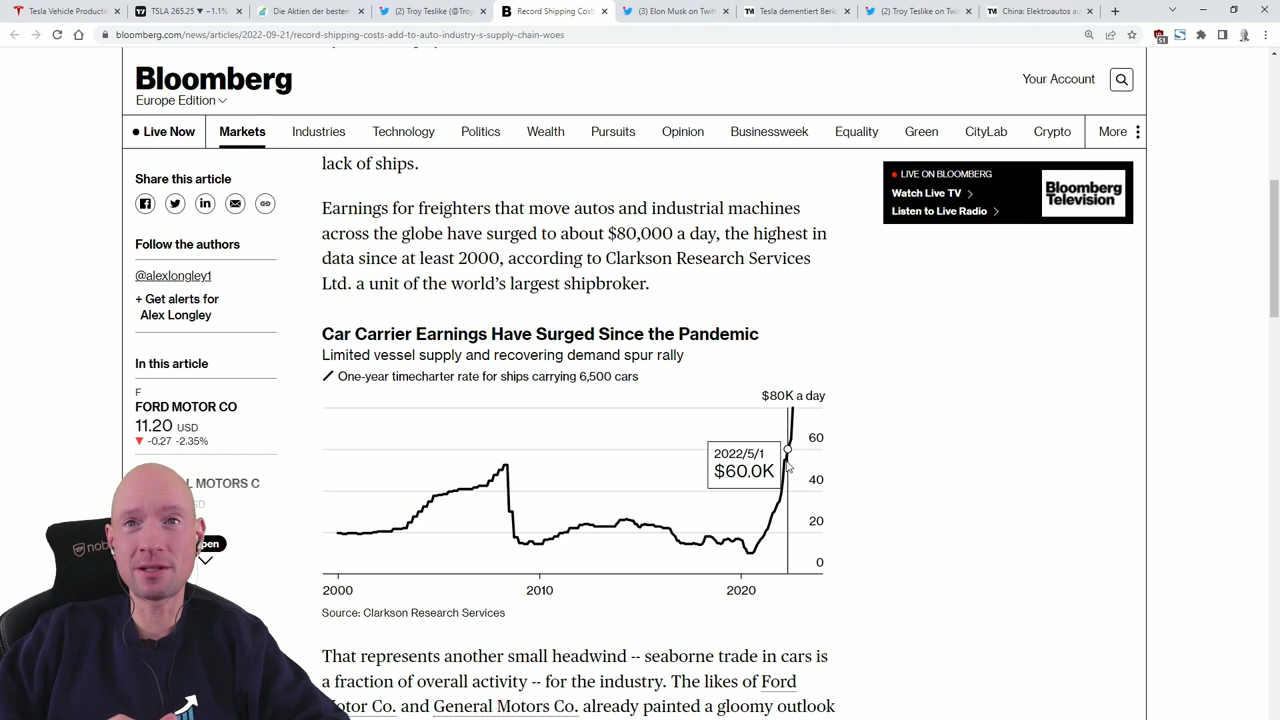 Tesla Vehicle Producti
TSLA 265.25 ▼ −1.1%
Die Aktien der besten
(2) Troy Teslike (@Troy
Record Shipping Costs
(3) Elon Musk on Twitt
Tesla dementiert Beric
(2) Troy Teslike on Twit
China: Elektroautos au
bloomberg.com/news/articles/2022-09-21/record-shipping-costs-add-to-auto-industry-s-supply-chain-woes
51
Bloomberg
Europe Edition
Your Account
Live Now
Markets
Industries
Technology
Politics
Wealth
Pursuits
Opinion
Businessweek
Equality
Green
CityLab
Crypto
More
Share this article
Follow the authors
@alexlongley1
+ Get alerts for
Alex Longley
In this article
F
FORD MOTOR CO
11.20 USD
▼ -0.27 -2.35%
L MOTORS C
pen
lack of ships.
Earnings for freighters that move autos and industrial machines
across the globe have surged to about $80,000 a day, the highest in
data since at least 2000, according to Clarkson Research Services
Ltd. a unit of the world's largest shipbroker.
Car Carrier Earnings Have Surged Since the Pandemic
Limited vessel supply and recovering demand spur rally
One-year timecharter rate for ships carrying 6,500 cars
$80K a day
60
2022/5/1
$60.0K
40
20
0
2000
2010
2020
Source: Clarkson Research Services
That represents another small headwind -- seaborne trade in cars is
a fraction of overall activity -- for the industry. The likes of Ford
otor Co. and General Motors Co. already painted a gloomy outlook
LIVE ON BLOOMBERG
Watch Live TV
Listen to Live Radio
Bloomberg
Television
nob